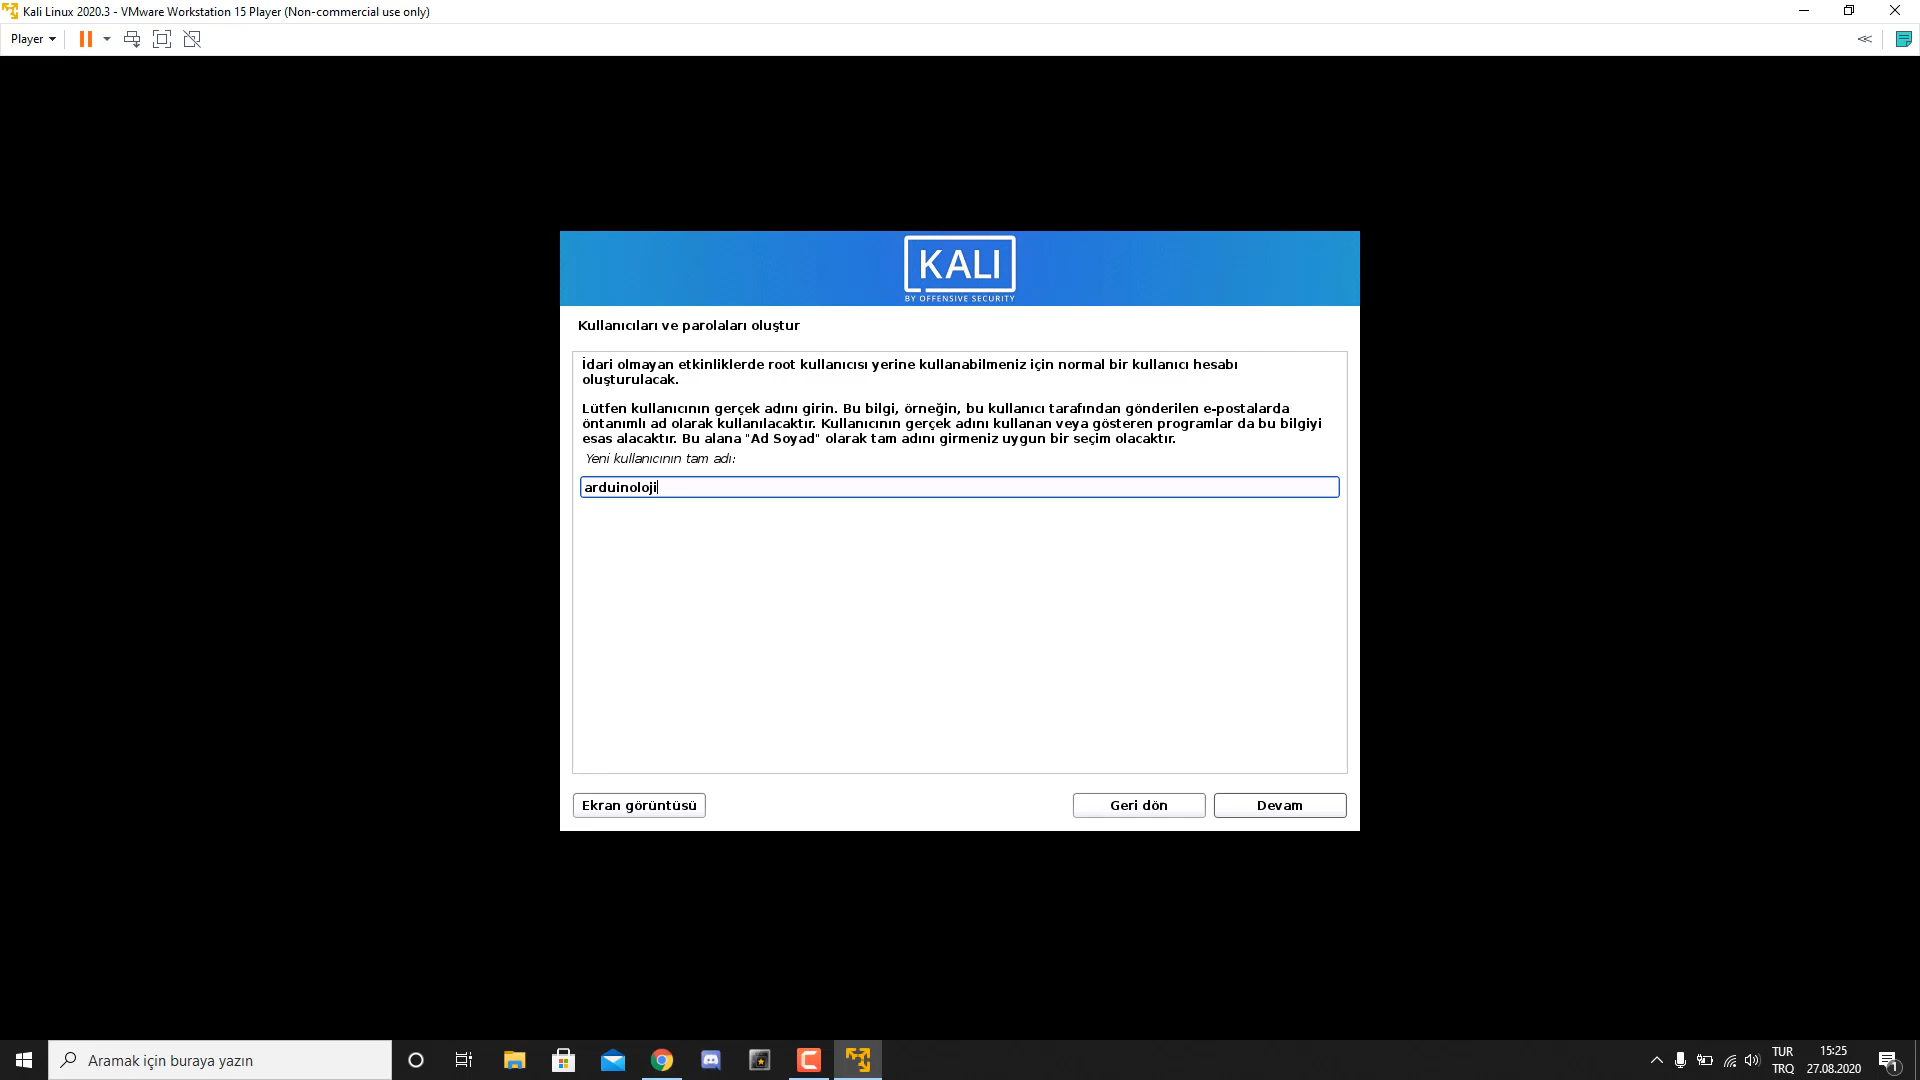 Kali Linux 2020.3 - VMware Workstation 15 Player (Non-commercial use only)
Player
KALI
BY OFFENSIVE SECURITY
Kullanıcıları ve parolaları oluştur
İdari olmayan etkinliklerde root kullanıcısı yerine kullanabilmeniz için normal bir kullanıcı hesabı
oluşturulacak.
Lütfen kullanıcının gerçek adını girin. Bu bilgi, örneğin, bu kullanıcı tarafından gönderilen e-postalarda
öntanımlı ad olarak kullanılacaktır. Kullanıcının gerçek adını kullanan veya gösteren programlar da bu bilgiyi
esas alacaktır. Bu alana "Ad Soyad" olarak tam adını girmeniz uygun bir seçim olacaktır.
Yeni kullanıcının tam adı:
arduinoloji
Ekran görüntüsü
Geri dön
Devam
Aramak için buraya yazın
TUR
TRQ
15:25
27.08.2020
1